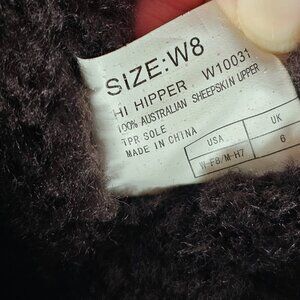 SIZE:W8
HI HIPPER W10031
100% AUSTRALIAN SHEEPSKIN UPPER
TPR SOLE
MADE IN CHINA
USA UK
W-F8/M-H7 6